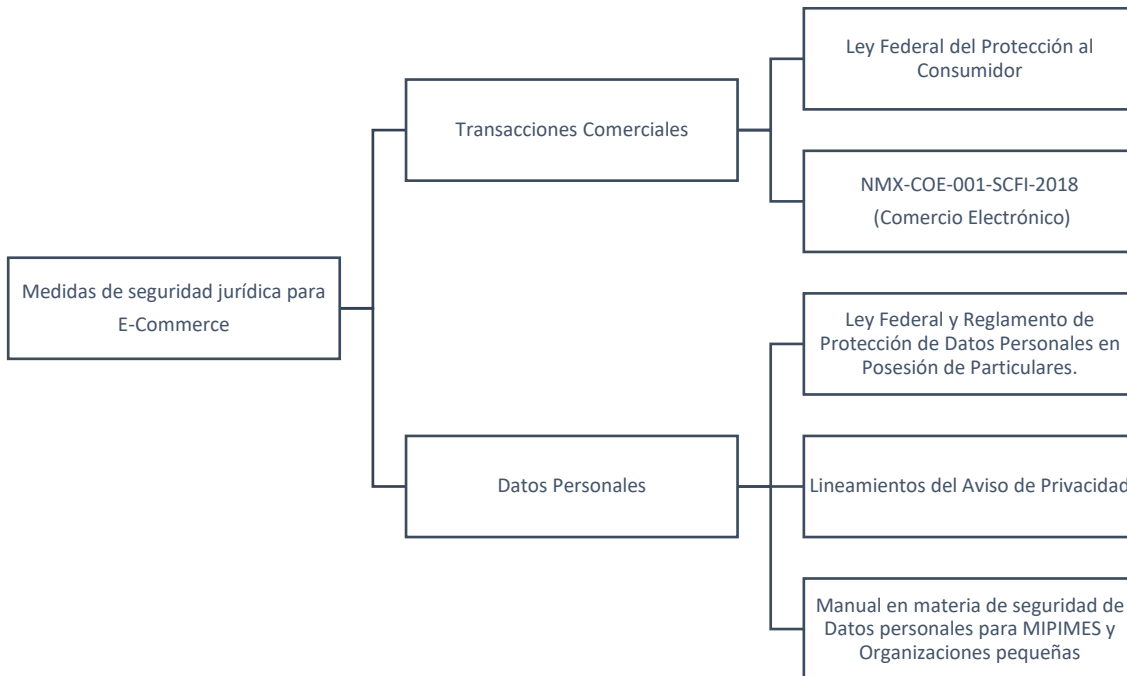 Medidas de seguridad jurídica para
E-Commerce
Transacciones Comerciales
Ley Federal del Protección al
Consumidor
NMX-COE-001-SCFI-2018
(Comercio Electrónico)
Datos Personales
Ley Federal y Reglamento de
Protección de Datos Personales en
Posesión de Particulares.
Lineamientos del Aviso de Privacidad
Manual en materia de seguridad de
Datos personales para MIPIMES y
Organizaciones pequeñas